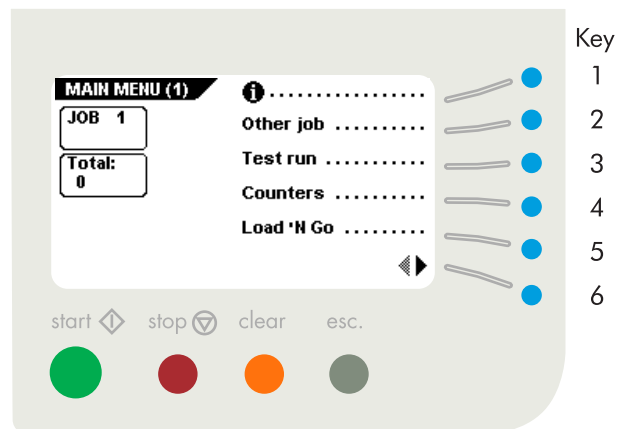 Key
MAIN MENU (1)
i ................
1
JOB 1
Other job ..........
2
Total:
0
Test run ...........
3
Counters ..........
4
Load 'N Go .........
5
6
start stop clear esc.